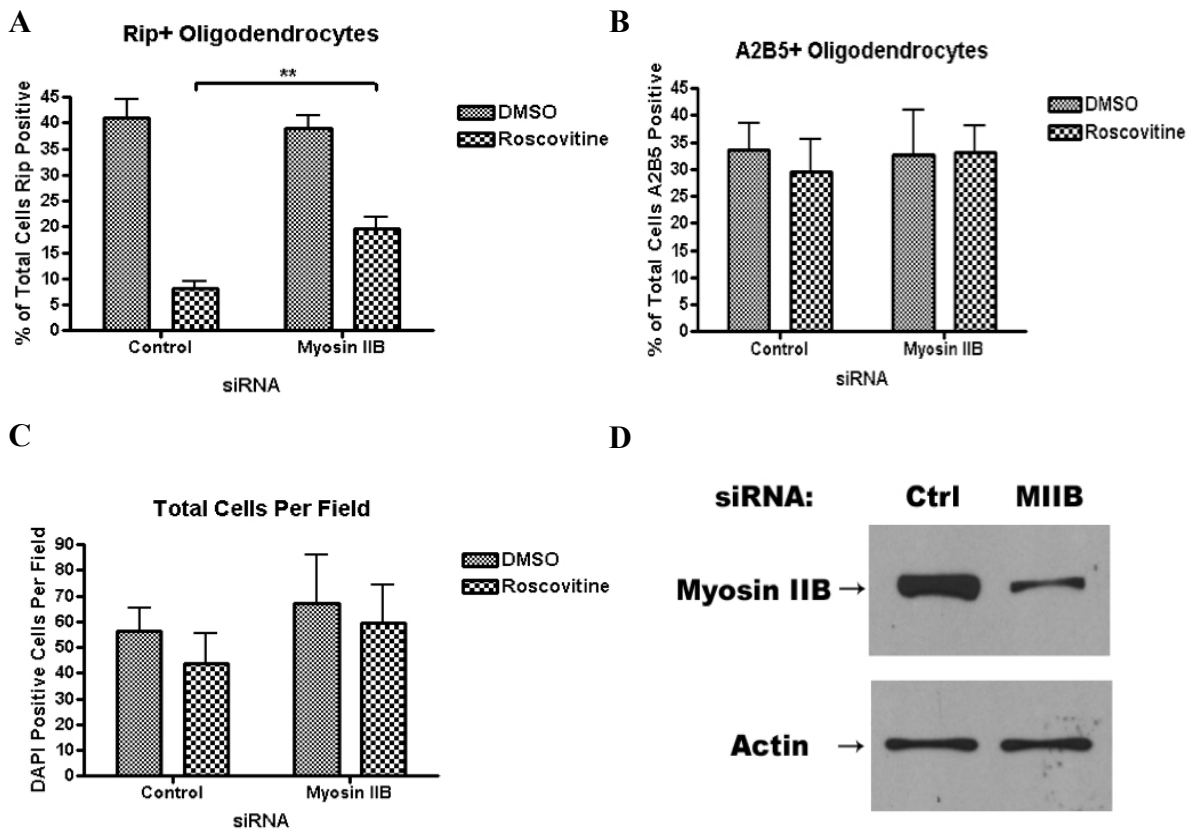 A
Rip+ Oligodendrocytes
**
% of Total Cells Rip Positive
45
40
35
30
25
20
15
10
5
0
DMSO
Roscovitine
Control
Myosin IIB
siRNA
B
A2B5+ Oligodendrocytes
% of Total Cells A2B5 Positive
45
40
35
30
25
20
15
10
5
0
DMSO
Roscovitine
Control
Myosin IIB
siRNA
C
Total Cells Per Field
DAPI Positive Cells Per Field
90
80
70
60
50
40
30
20
10
0
DMSO
Roscovitine
Control
Myosin IIB
siRNA
D
siRNA: Ctrl MIIB
Myosin IIB →
Actin →